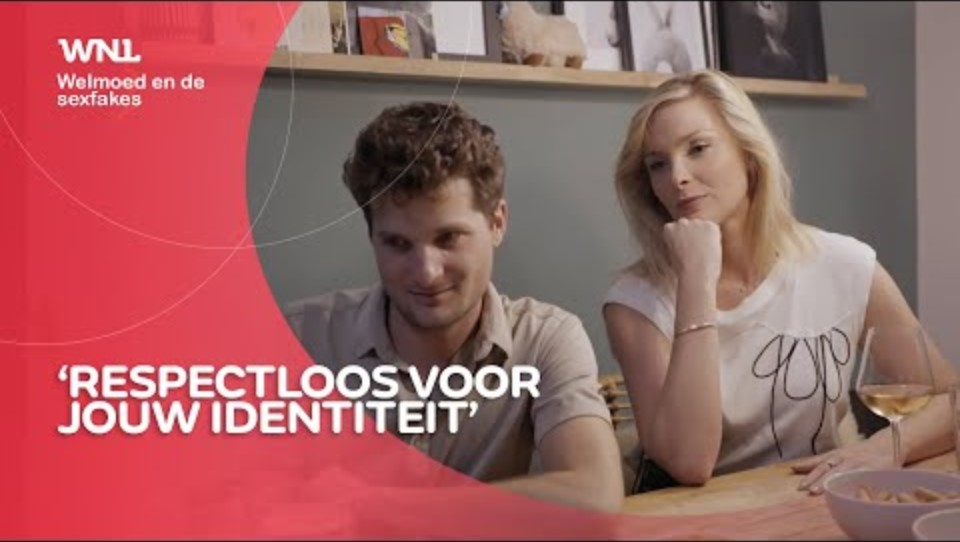 WNL
Welmoed en de
sexfakes
‘RESPECTLOOS VOOR
JOUW IDENTITEIT’